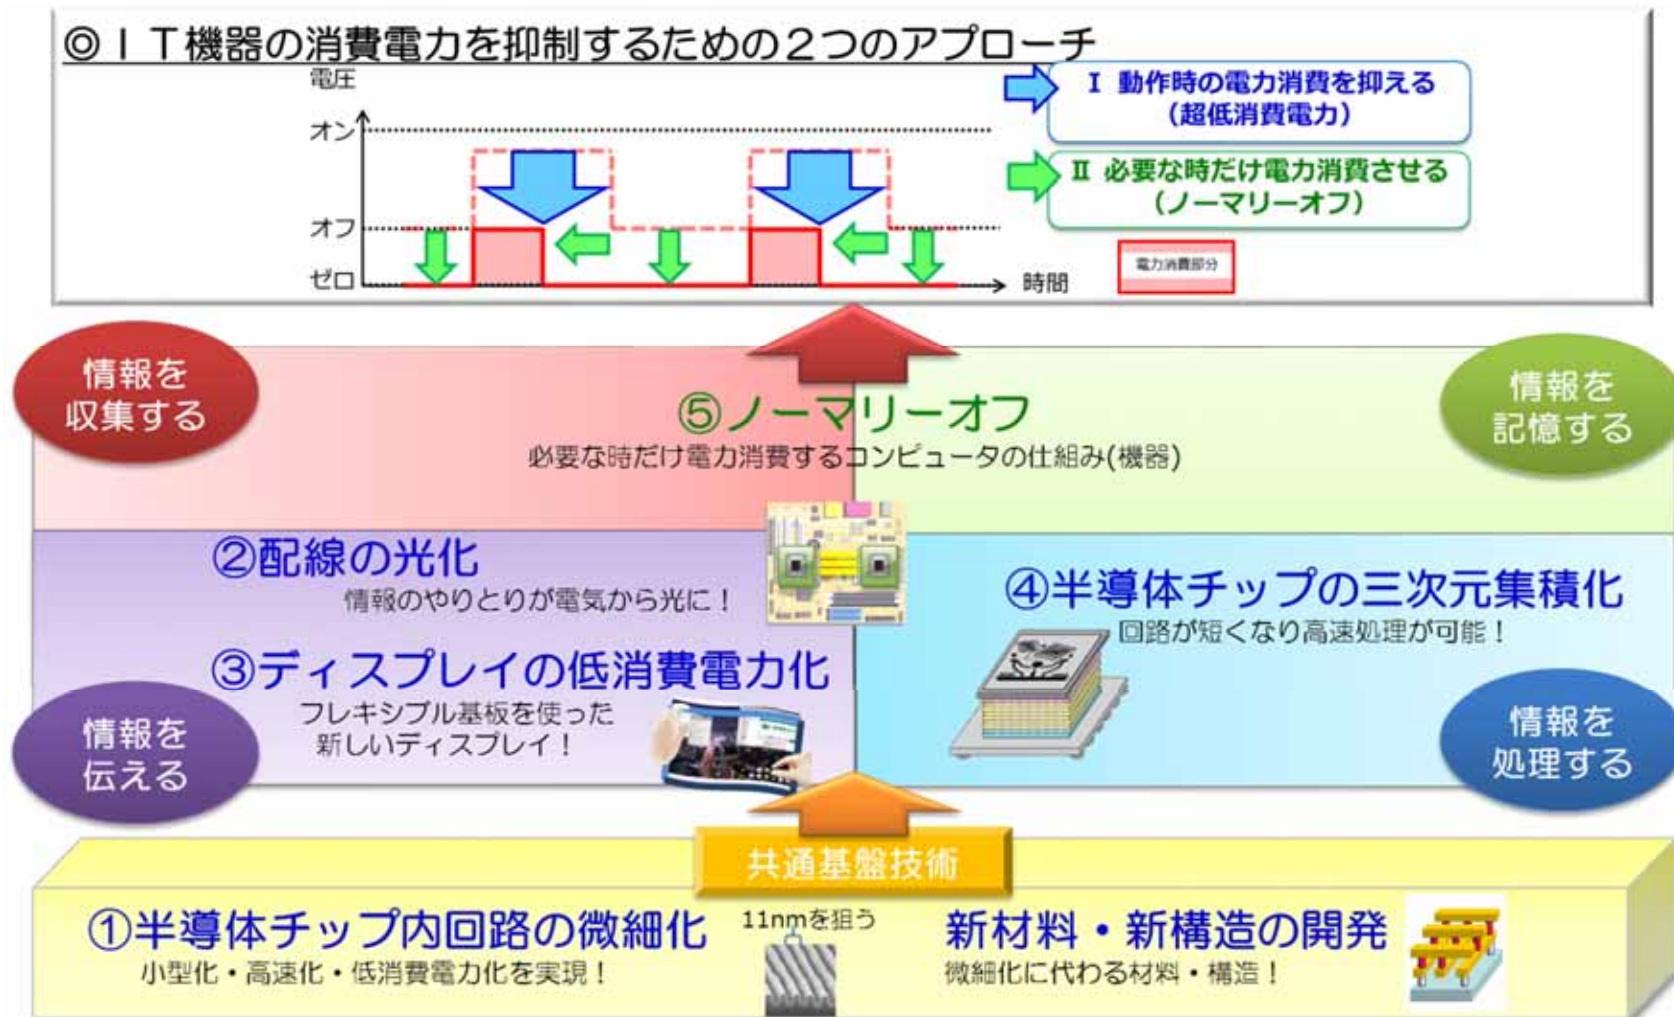 ◎ＩＴ機器の消費電力を抑制するための２つのアプローチ
電圧
オン
オフ
ゼロ
時間
Ⅰ 動作時の電力消費を抑える
（超低消費電力）
Ⅱ 必要な時だけ電力消費させる
（ノーマリーオフ）
電力消費部分
情報を
収集する
情報を
記憶する
⑤ノーマリーオフ
必要な時だけ電力消費するコンピュータの仕組み(機器)
②配線の光化
情報のやりとりが電気から光に！
③ディスプレイの低消費電力化
フレキシブル基板を使った
新しいディスプレイ！
④半導体チップの三次元集積化
回路が短くなり高速処理が可能！
情報を
伝える
情報を
処理する
共通基盤技術
①半導体チップ内回路の微細化
小型化・高速化・低消費電力化を実現！
11nmを狙う
新材料・新構造の開発
微細化に代わる材料・構造！